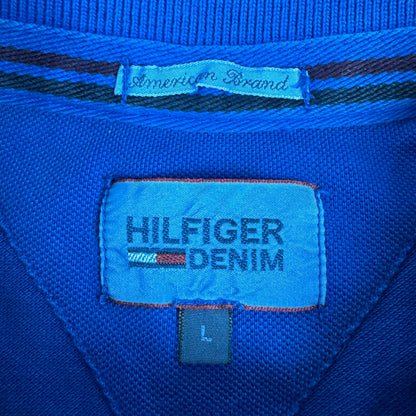 American Brand
HILFIGER
DENIM
L